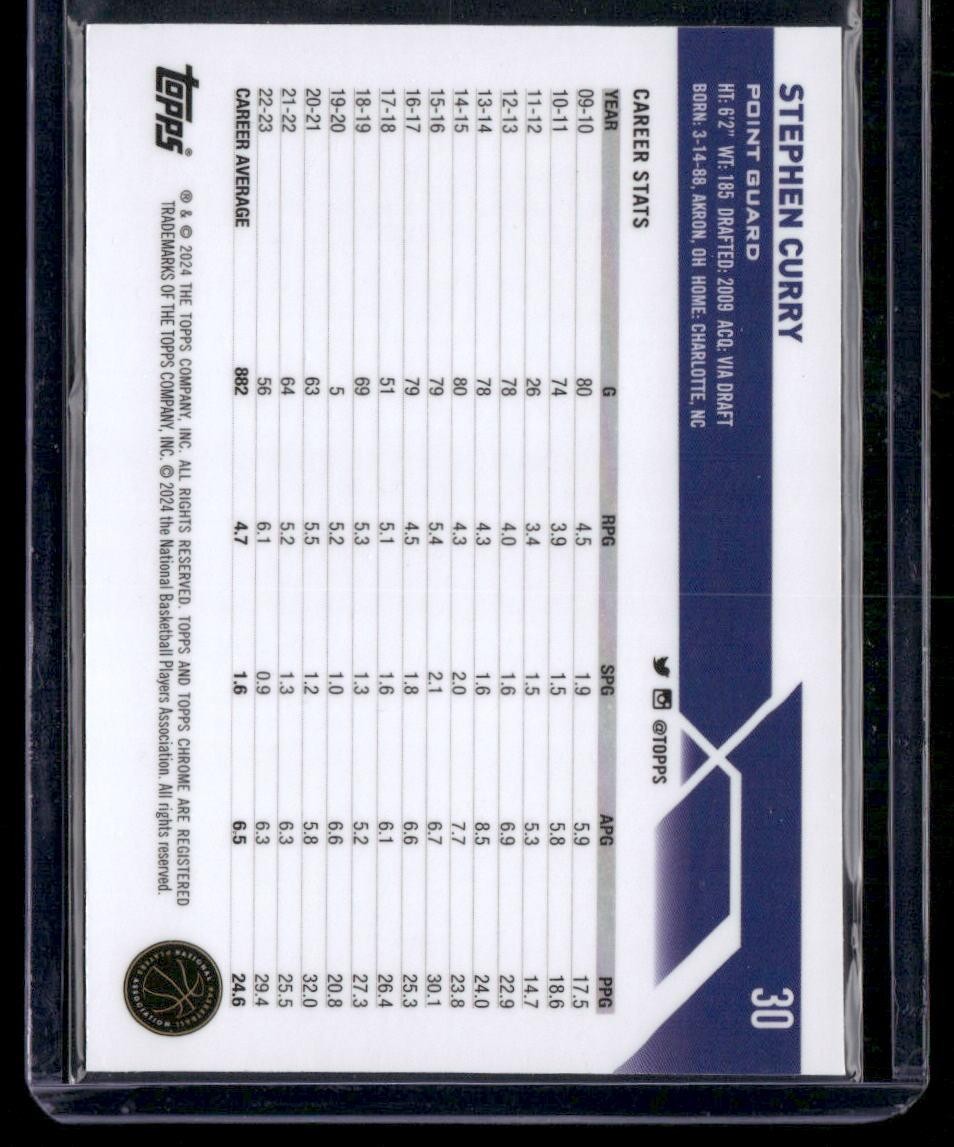 STEPHEN CURRY
30
POINT GUARD
HT: 6'2" WT: 185 DRAFTED: 2009 ACQ: VIA DRAFT
BORN: 3-14-88, AKRON, OH HOME: CHARLOTTE, NC
@TOPPS
CAREER STATS
YEAR G RPG SPG APG PPG
09-10 80 4.5 1.9 5.9 17.5
10-11 74 3.9 1.5 5.8 18.6
11-12 26 3.4 1.5 5.3 14.7
12-13 78 4.0 1.6 6.9 22.9
13-14 78 4.3 1.6 8.5 24.0
14-15 80 4.3 2.0 7.7 23.8
15-16 79 5.4 2.1 6.7 30.1
16-17 79 4.5 1.8 6.6 25.3
17-18 51 5.1 1.6 6.1 26.4
18-19 69 5.3 1.3 5.2 27.3
19-20 5 5.2 1.0 6.6 20.8
20-21 63 5.5 1.2 5.8 32.0
21-22 64 5.2 1.3 6.3 25.5
22-23 56 6.1 0.9 6.3 29.4
CAREER AVERAGE 882 4.7 1.6 6.5 24.6
topps®
® & © 2024 THE TOPPS COMPANY, INC. ALL RIGHTS RESERVED. TOPPS AND TOPPS CHROME ARE REGISTERED
TRADEMARKS OF THE TOPPS COMPANY, INC. © 2024 the National Basketball Players Association. All rights reserved.
NATIONAL BASKETBALL PLAYERS ASSOCIATION